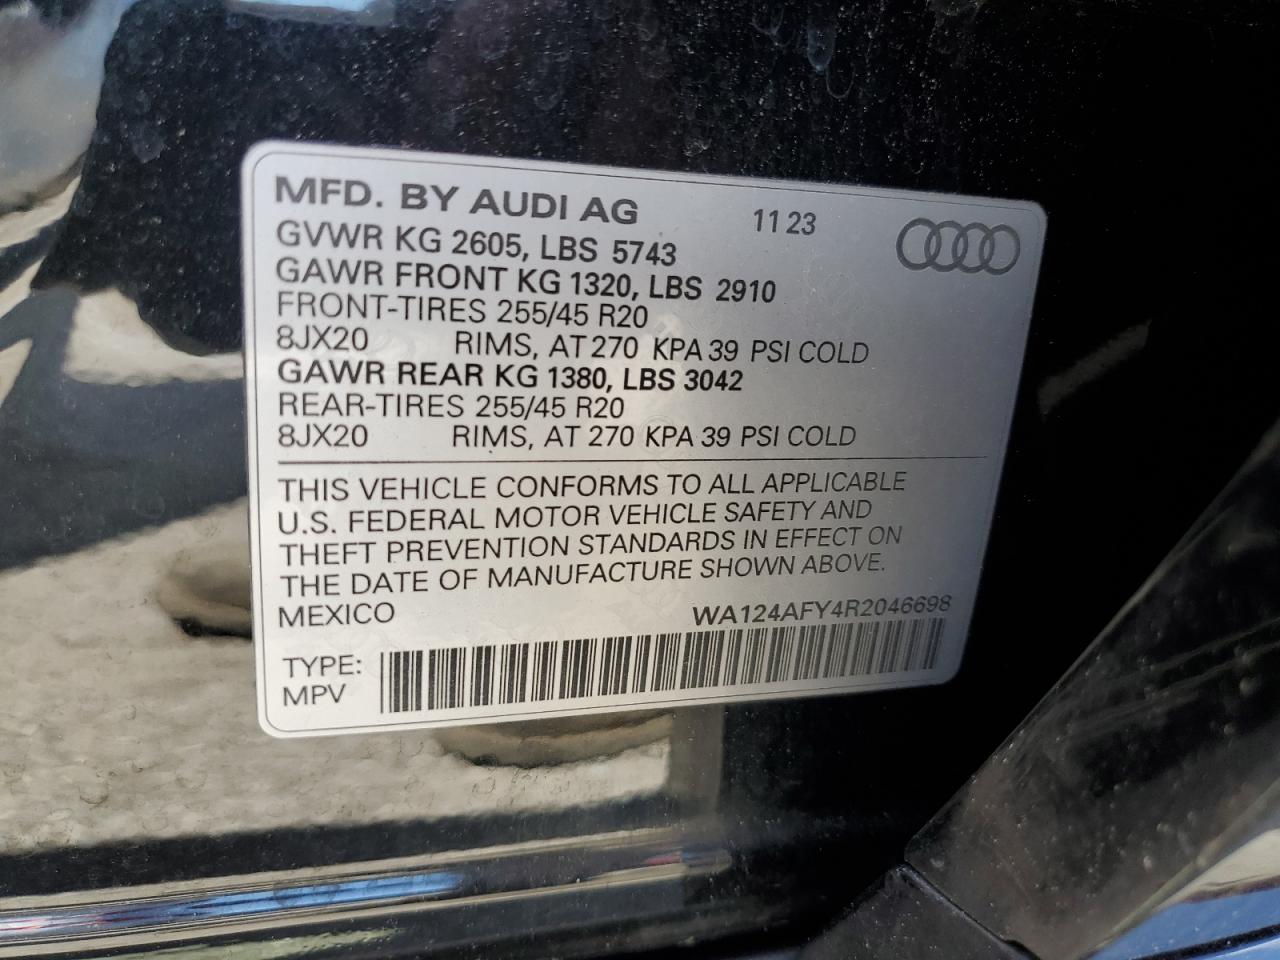 MFD. BY AUDI AG 11 23
GVWR KG 2605, LBS 5743
GAWR FRONT KG 1320, LBS 2910
FRONT-TIRES 255/45 R20
8JX20 RIMS, AT 270 KPA 39 PSI COLD
GAWR REAR KG 1380, LBS 3042
REAR-TIRES 255/45 R20
8JX20 RIMS, AT 270 KPA 39 PSI COLD
THIS VEHICLE CONFORMS TO ALL APPLICABLE
U.S. FEDERAL MOTOR VEHICLE SAFETY AND
THEFT PREVENTION STANDARDS IN EFFECT ON
THE DATE OF MANUFACTURE SHOWN ABOVE.
MEXICO WA124AFY4R2046698
TYPE:
MPV